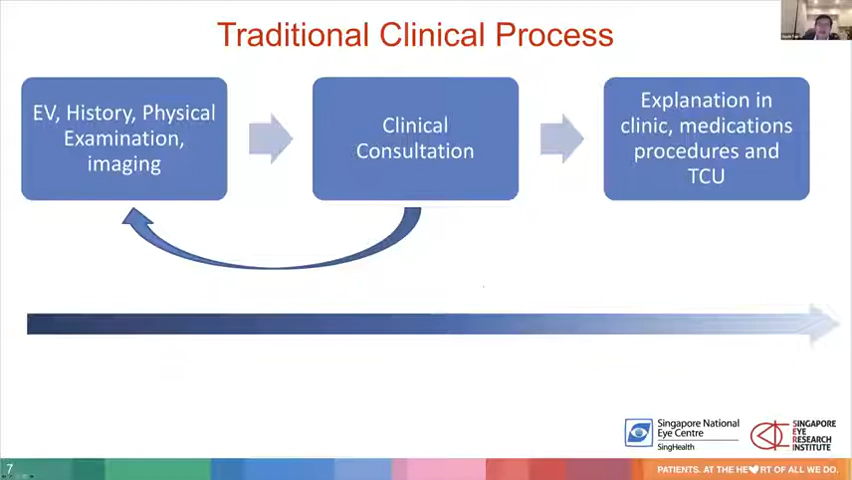 Traditional Clinical Process
EV, History, Physical
Examination,
imaging
Clinical
Consultation
Explanation in
clinic, medications
procedures and
TCU
Singapore National
Eye Centre
SingHealth
SINGAPORE
EYE
RESEARCH
INSTITUTE
7
PATIENTS. AT THE HE RT OF ALL WE DO.